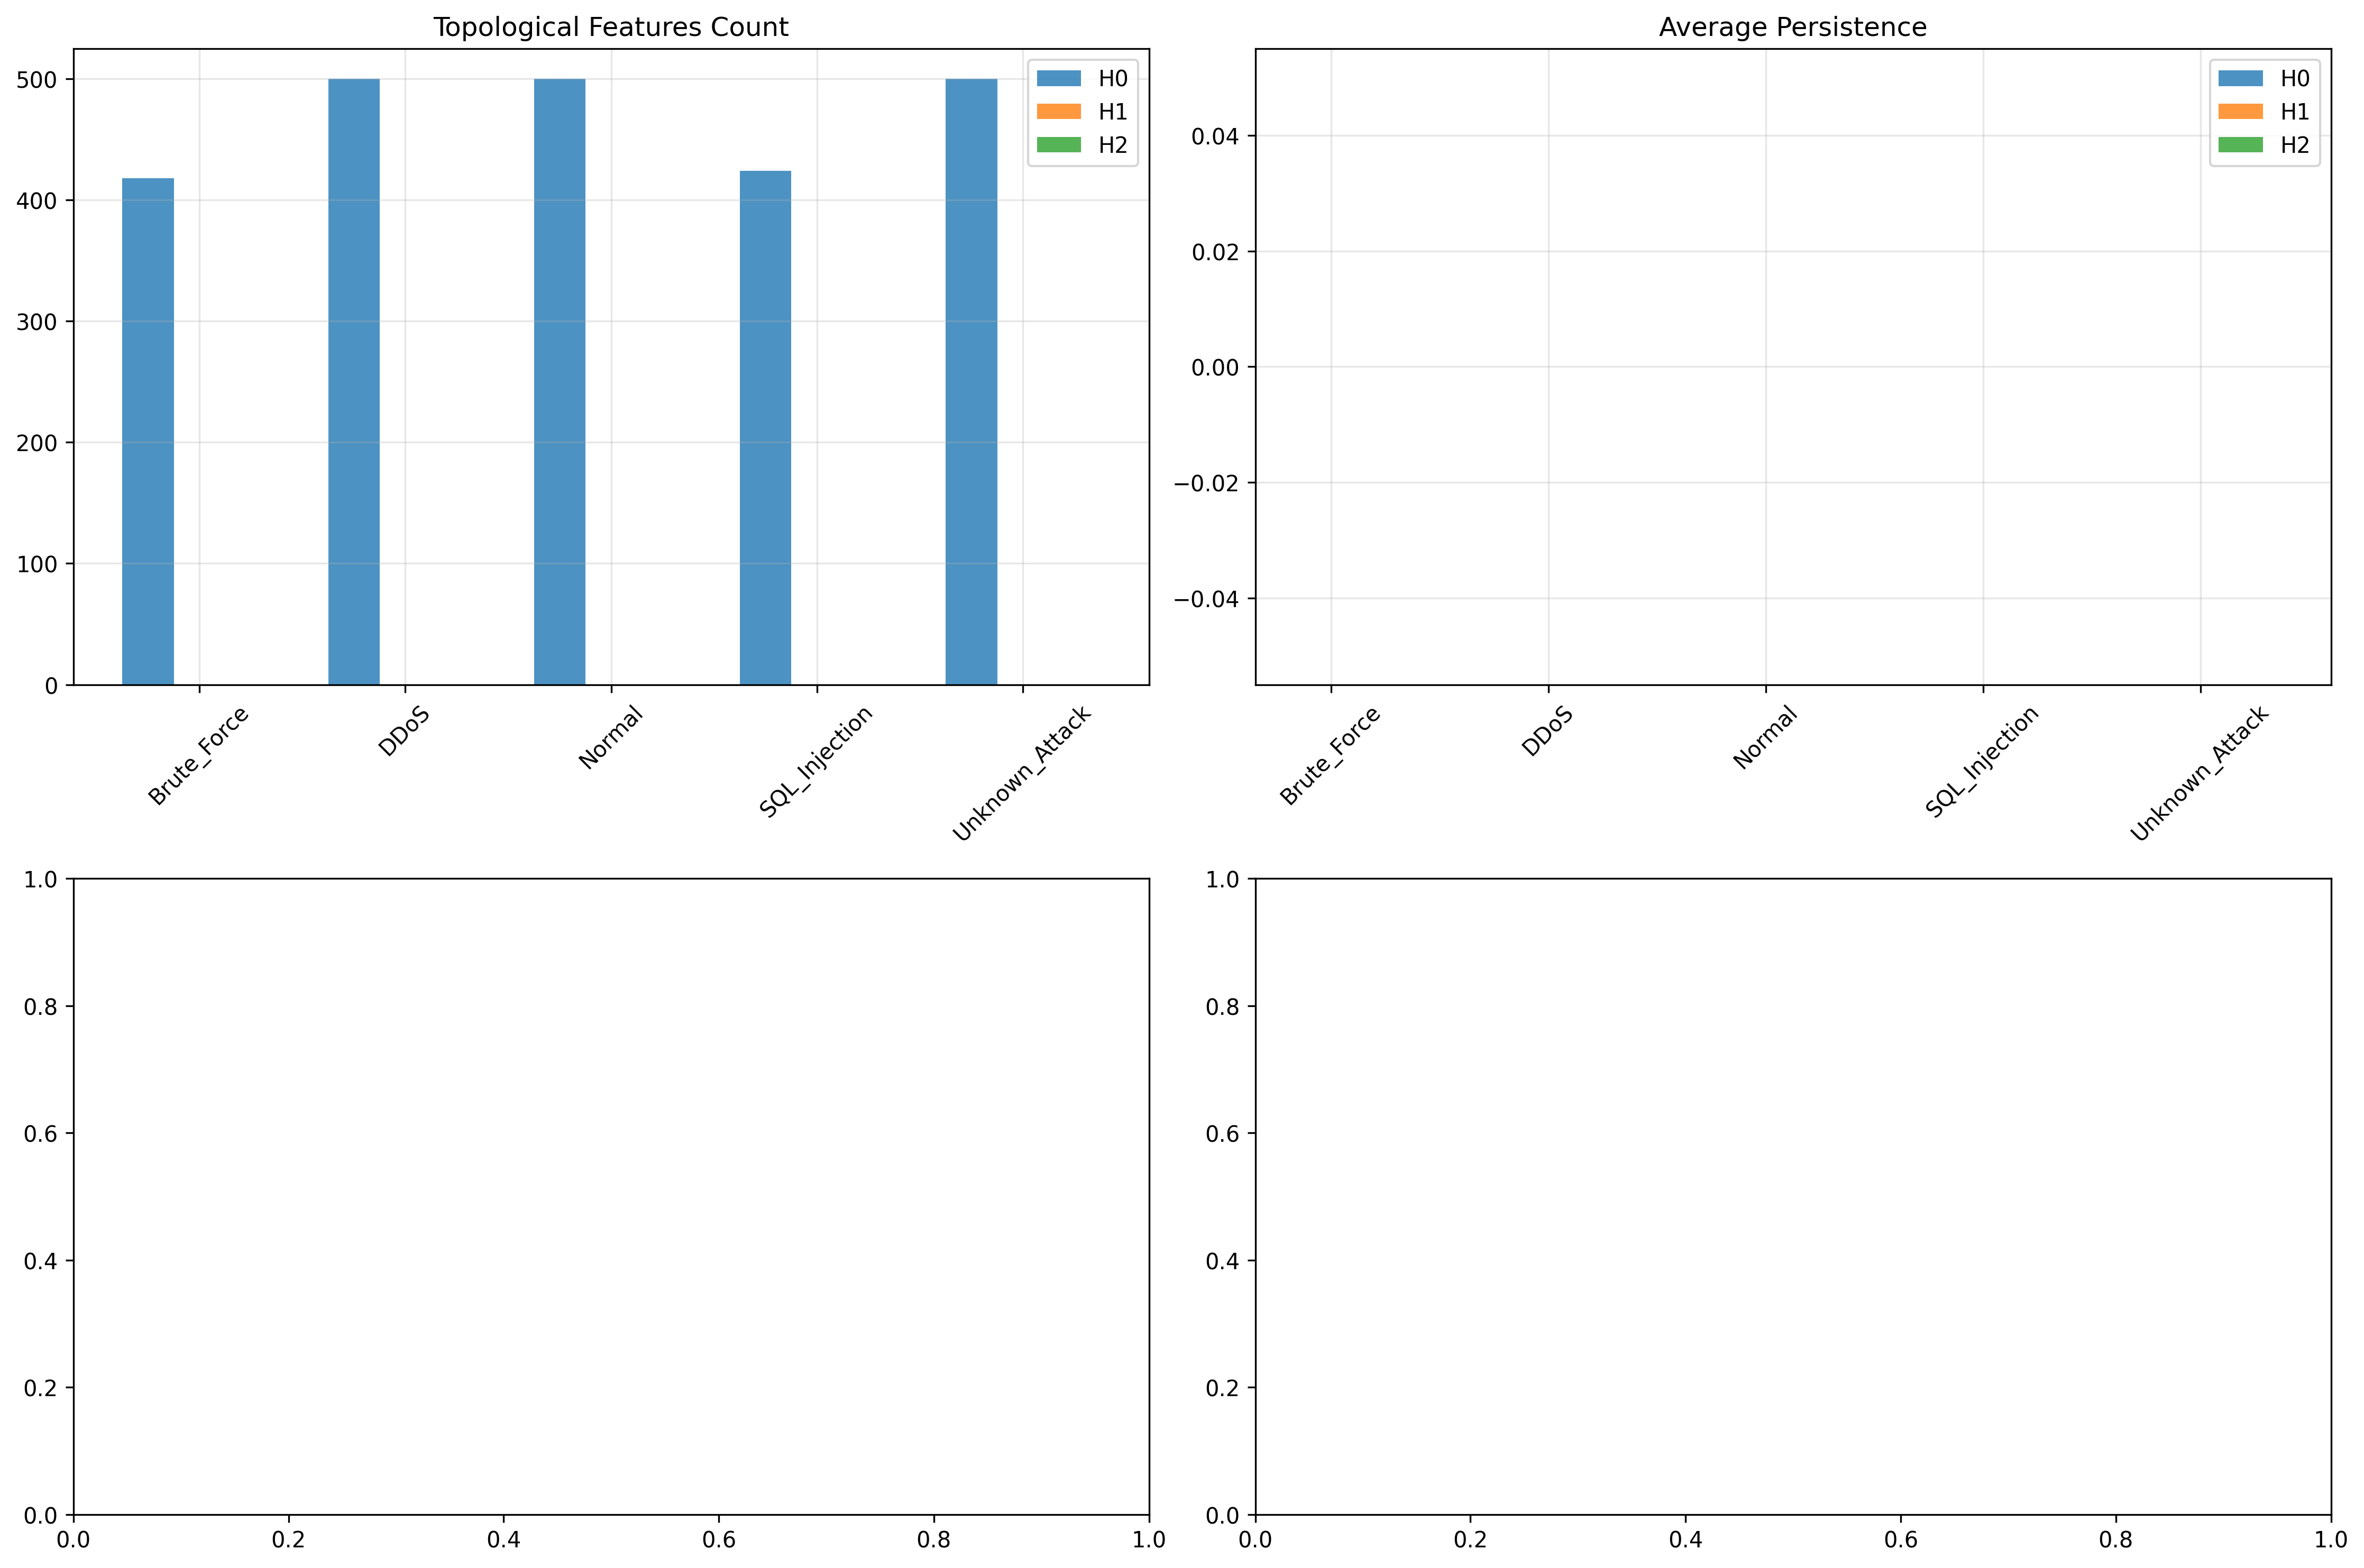 Topological Features Count
500
400
300
200
100
0
H0
H1
H2
Brute_Force
DDoS
Normal
SQL_Injection
Unknown_Attack
Average Persistence
0.04
0.02
0.00
−0.02
−0.04
H0
H1
H2
Brute_Force
DDoS
Normal
SQL_Injection
Unknown_Attack
1.0
0.8
0.6
0.4
0.2
0.0
0.0 0.2 0.4 0.6 0.8 1.0
1.0
0.8
0.6
0.4
0.2
0.0
0.0 0.2 0.4 0.6 0.8 1.0